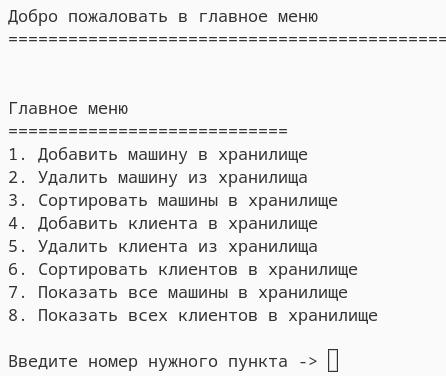 Добро пожаловать в главное меню
============================================
Главное меню
============================
1. Добавить машину в хранилище
2. Удалить машину из хранилища
3. Сортировать машины в хранилище
4. Добавить клиента в хранилище
5. Удалить клиента из хранилища
6. Сортировать клиентов в хранилище
7. Показать все машины в хранилище
8. Показать всех клиентов в хранилище
Введите номер нужного пункта ->